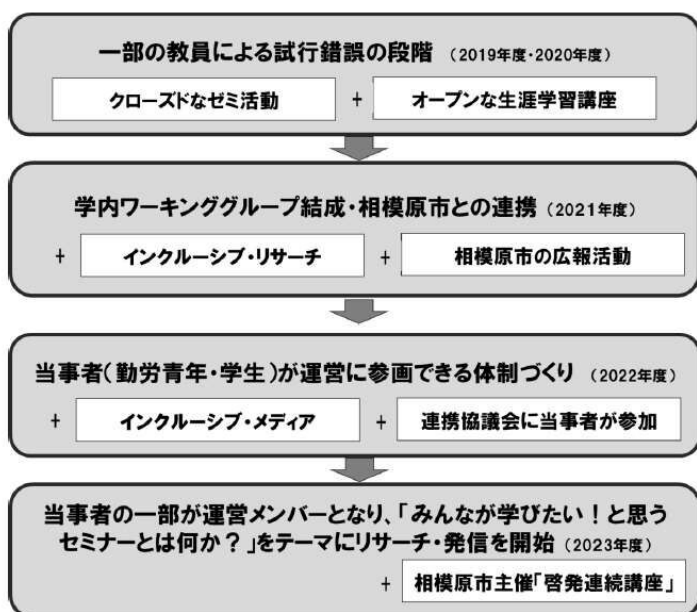 一部の教員による試行錯誤の段階 （2019年度・2020年度）
クローズドなゼミ活動 + オープンな生涯学習講座
学内ワーキンググループ結成・相模原市との連携 （2021年度）
+ インクルーシブ・リサーチ + 相模原市の広報活動
当事者（勤労青年・学生）が運営に参画できる体制づくり （2022年度）
+ インクルーシブ・メディア + 連携協議会に当事者が参加
当事者の一部が運営メンバーとなり、「みんなが学びたい！と思う
セミナーとは何か？」をテーマにリサーチ・発信を開始 （2023年度）
+ 相模原市主催「啓発連続講座」